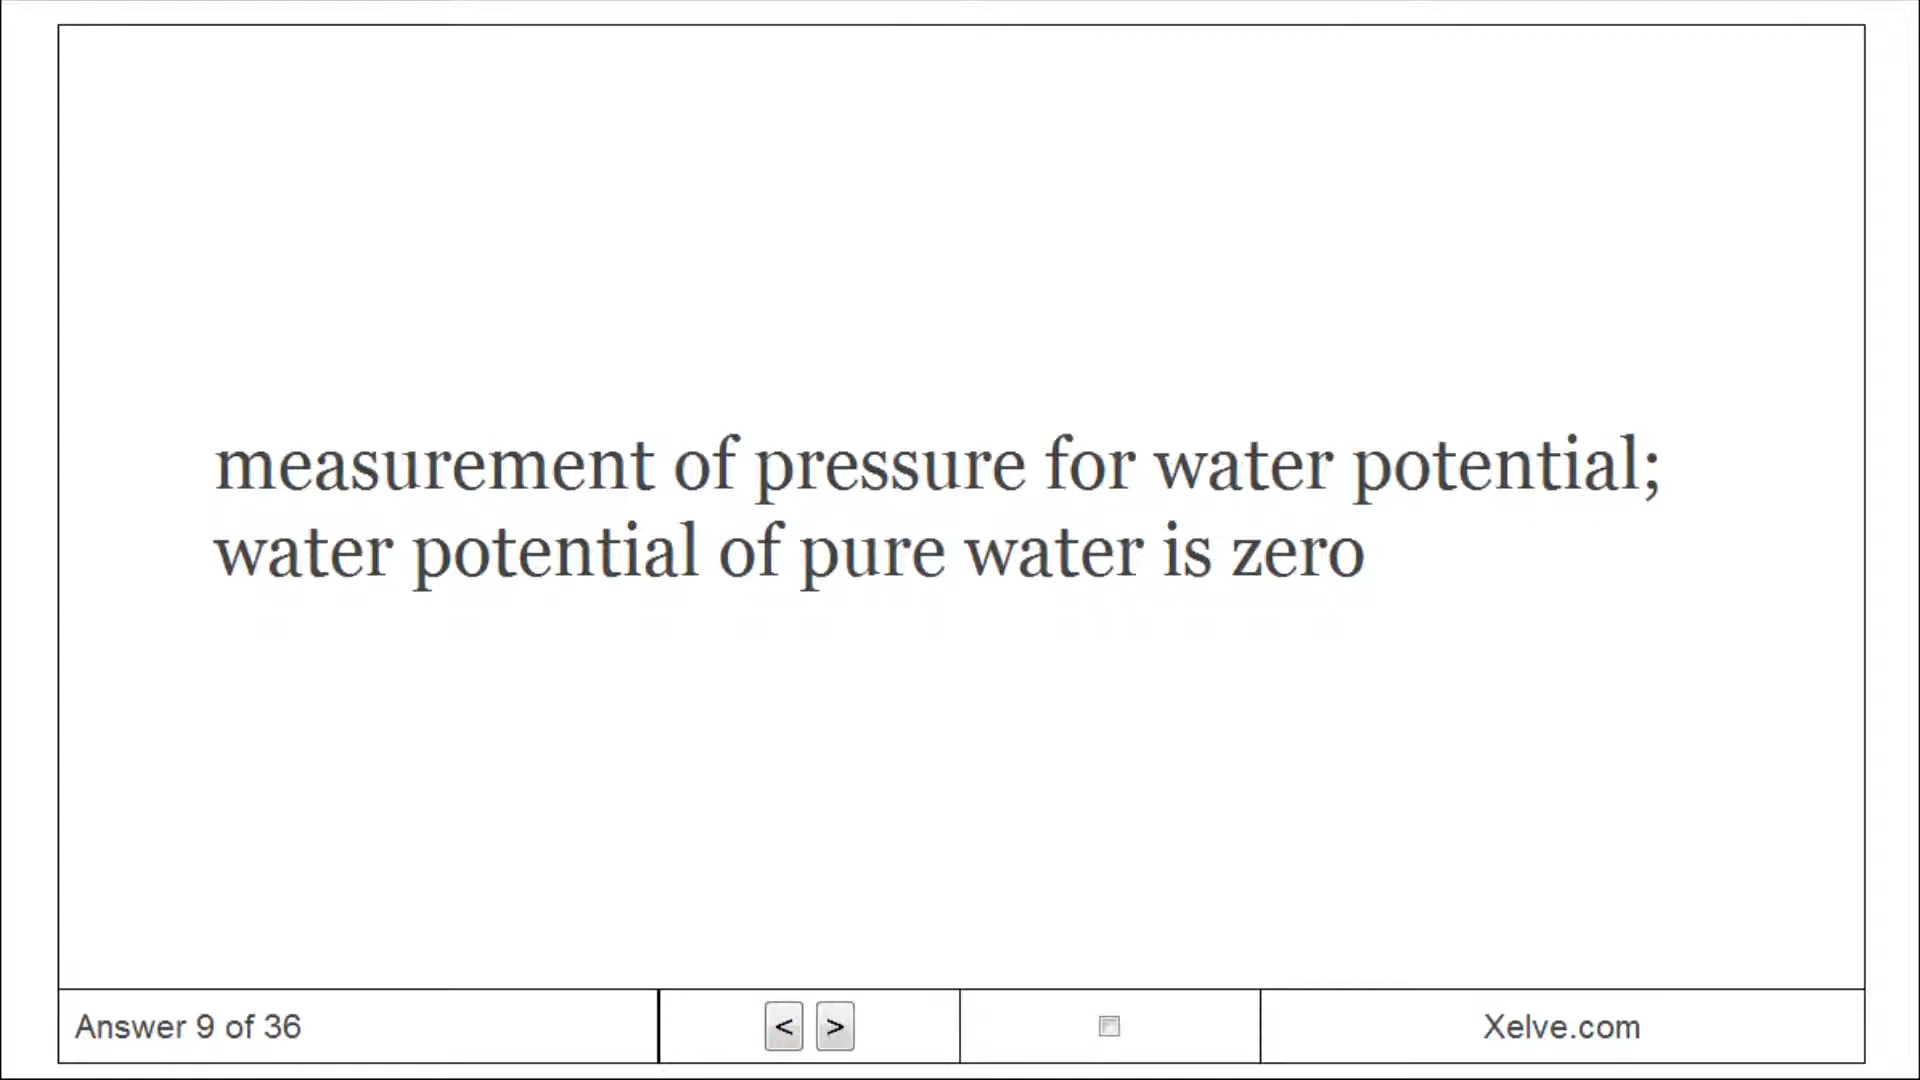 measurement of pressure for water potential;
water potential of pure water is zero
Answer 9 of 36
< >
Xelve.com